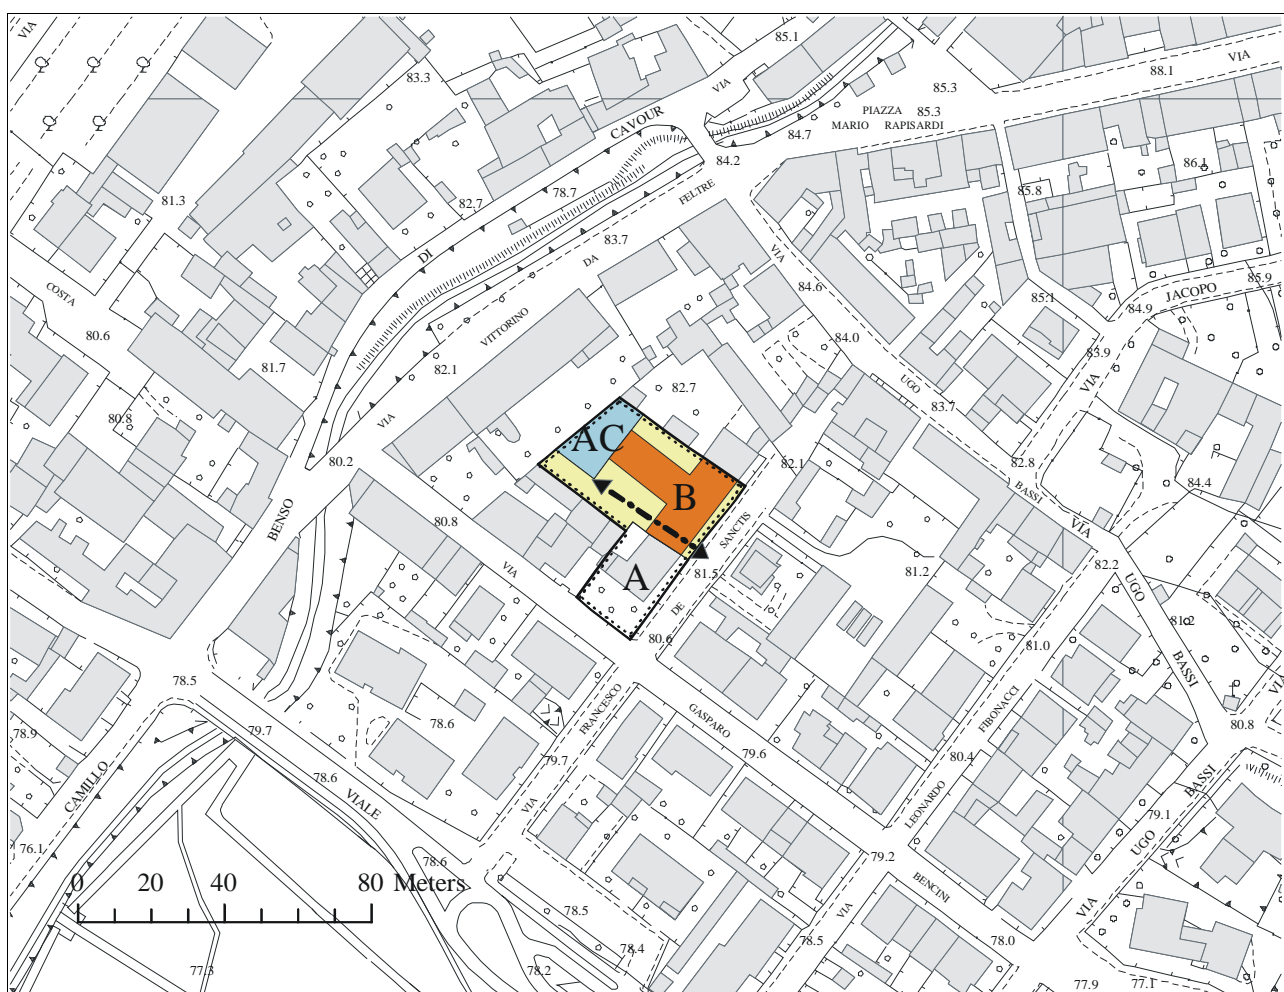 VIA
85.1
VIA
88.1
83.3
VIA
85.3
PIAZZA
85.3
MARIO RAPISARDI
CAVOUR
84.7
82.7
78.7
84.2
FELTRE
86.1
85.8
81.3
DI
83.7
DA
VIA
84.6
85.9
JACOPO
85.1
84.9
COSTA
VITTORINO
80.6
84.0
83.9
81.7
82.1
82.7
UGO
VIA
80.8
VIA
83.7
AC
80.2
82.1
82.8
BASSI
84.4
B
BENSO
80.8
SANCTIS
VIA
VIA
81.5
81.2
82.2
A
DE
UGO
80.6
81.2
81.0
BASSI
78.5
VIA
FRANCESCO
GASPARO
FIBONACCI
78.6
79.7
80.8
78.9
79.7
79.6
80.4
CAMILLO
78.6
VIALE
VIA
LEONARDO
BASSI
79.1
UGO
76.1
78.6
79.2
0 20 40 80 Meters
BENCINI
78.5
VIA
VIA
78.4
78.5
78.0
77.3
78.2
77.9
77.1